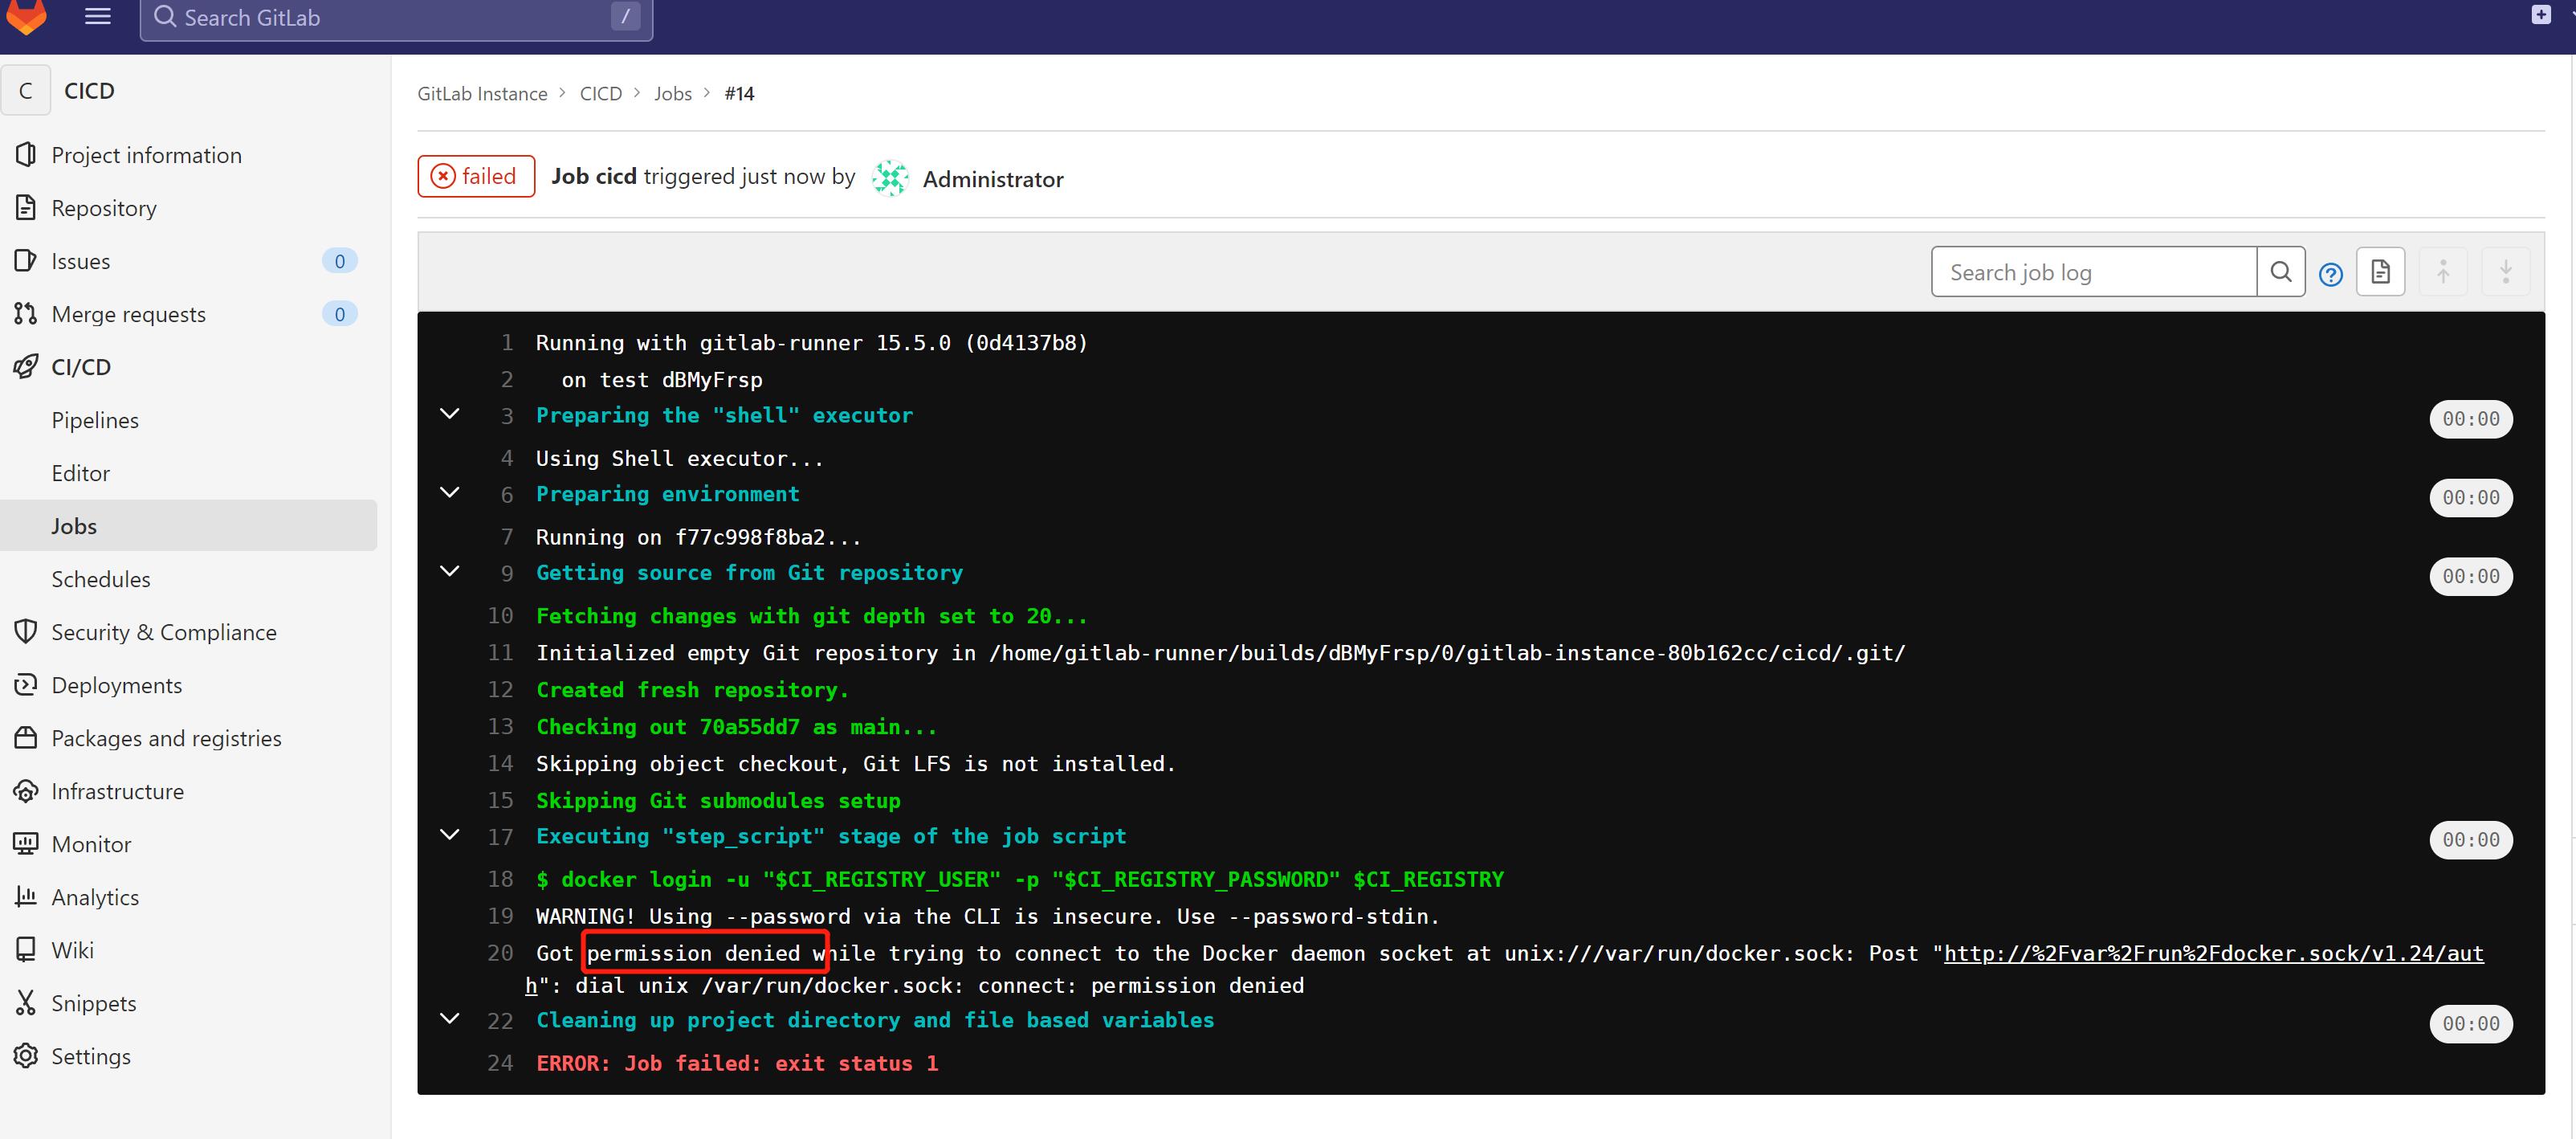 Search GitLab
/
C
CICD
Project information
Repository
Issues
0
Merge requests
0
CI/CD
Pipelines
Editor
Jobs
Schedules
Security & Compliance
Deployments
Packages and registries
Infrastructure
Monitor
Analytics
Wiki
Snippets
Settings
GitLab Instance > CICD > Jobs > #14
failed Job cicd triggered just now by Administrator
Search job log
1 Running with gitlab-runner 15.5.0 (0d4137b8)
2 on test dBMyFrsp
3 Preparing the "shell" executor 00:00
4 Using Shell executor...
6 Preparing environment 00:00
7 Running on f77c998f8ba2...
9 Getting source from Git repository 00:00
10 Fetching changes with git depth set to 20...
11 Initialized empty Git repository in /home/gitlab-runner/builds/dBMyFrsp/0/gitlab-instance-80b162cc/cicd/.git/
12 Created fresh repository.
13 Checking out 70a55dd7 as main...
14 Skipping object checkout, Git LFS is not installed.
15 Skipping Git submodules setup
17 Executing "step_script" stage of the job script 00:00
18 $ docker login -u "$CI_REGISTRY_USER" -p "$CI_REGISTRY_PASSWORD" $CI_REGISTRY
19 WARNING! Using --password via the CLI is insecure. Use --password-stdin.
20 Got permission denied while trying to connect to the Docker daemon socket at unix:///var/run/docker.sock: Post "http://%2Fvar%2Frun%2Fdocker.sock/v1.24/aut
h": dial unix /var/run/docker.sock: connect: permission denied
22 Cleaning up project directory and file based variables 00:00
24 ERROR: Job failed: exit status 1